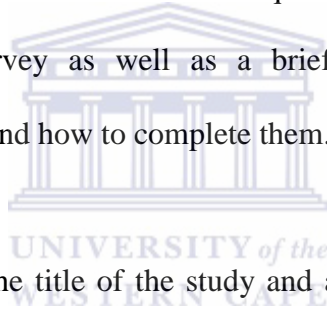 rvey as well as a brief
nd how to complete them.
UNIVERSITY of the
ne title of the study and a
WESTERN CAPE